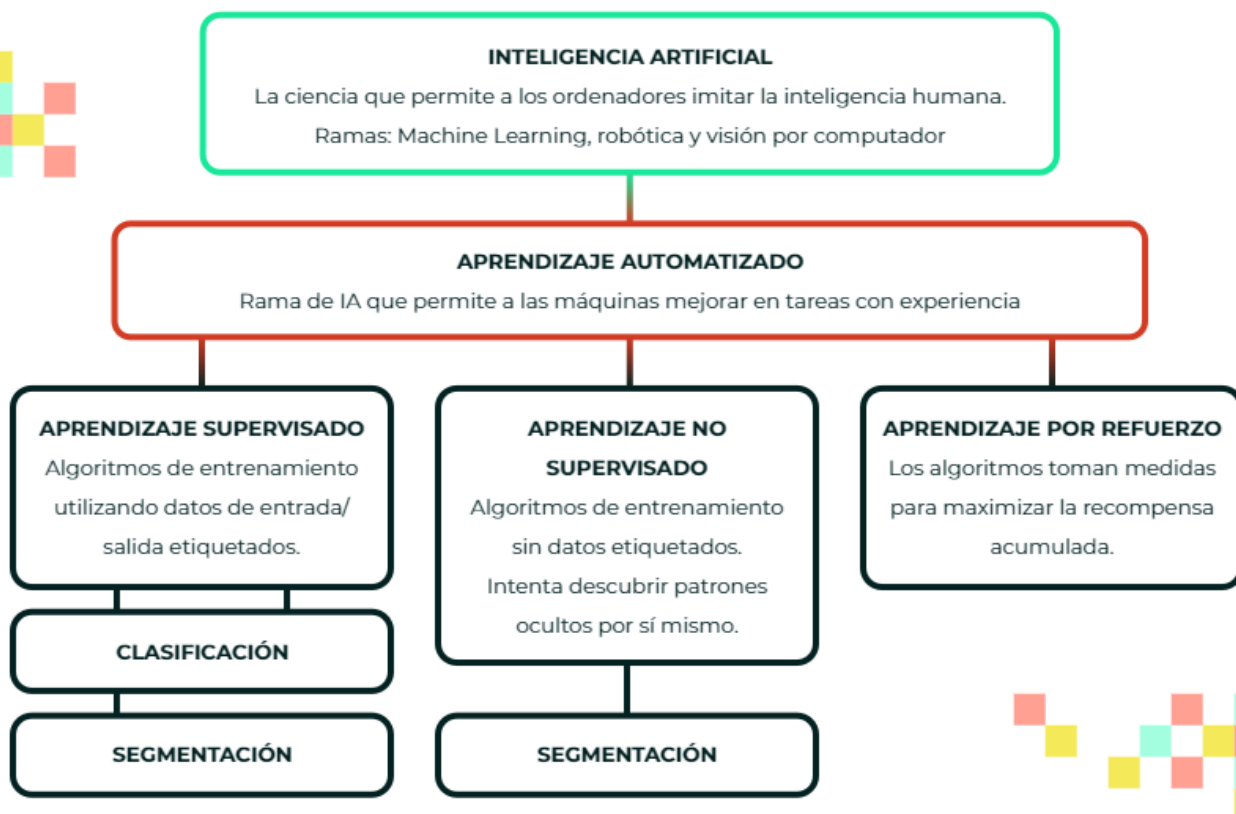 INTELIGENCIA ARTIFICIAL
La ciencia que permite a los ordenadores imitar la inteligencia humana.
Ramas: Machine Learning, robótica y visión por computador
APRENDIZAJE AUTOMATIZADO
Rama de IA que permite a las máquinas mejorar en tareas con experiencia
APRENDIZAJE SUPERVISADO
Algoritmos de entrenamiento
utilizando datos de entrada/
salida etiquetados.
CLASIFICACIÓN
SEGMENTACIÓN
APRENDIZAJE NO
SUPERVISADO
Algoritmos de entrenamiento
sin datos etiquetados.
Intenta descubrir patrones
ocultos por sí mismo.
SEGMENTACIÓN
APRENDIZAJE POR REFUERZO
Los algoritmos toman medidas
para maximizar la recompensa
acumulada.